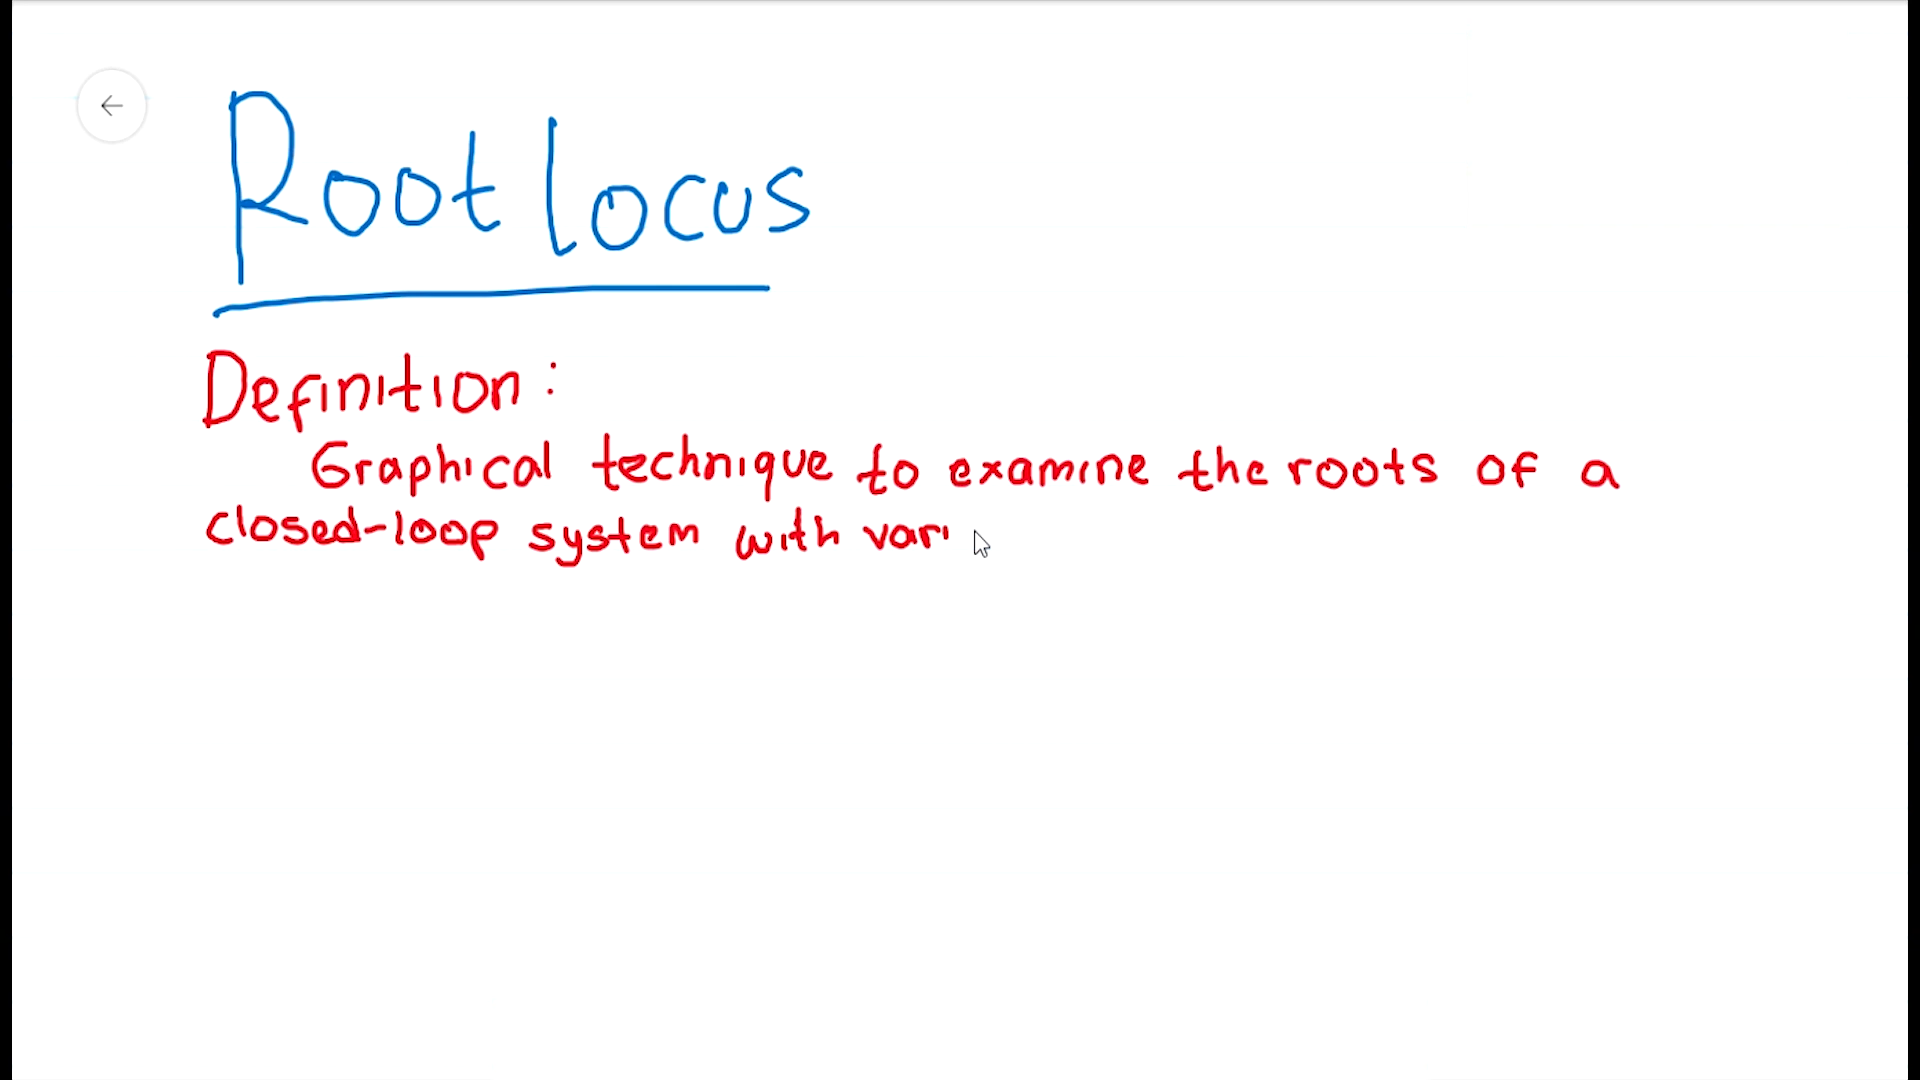 Root locus
Definition:
Graphical technique to examine the roots of a
closed-loop system with vari